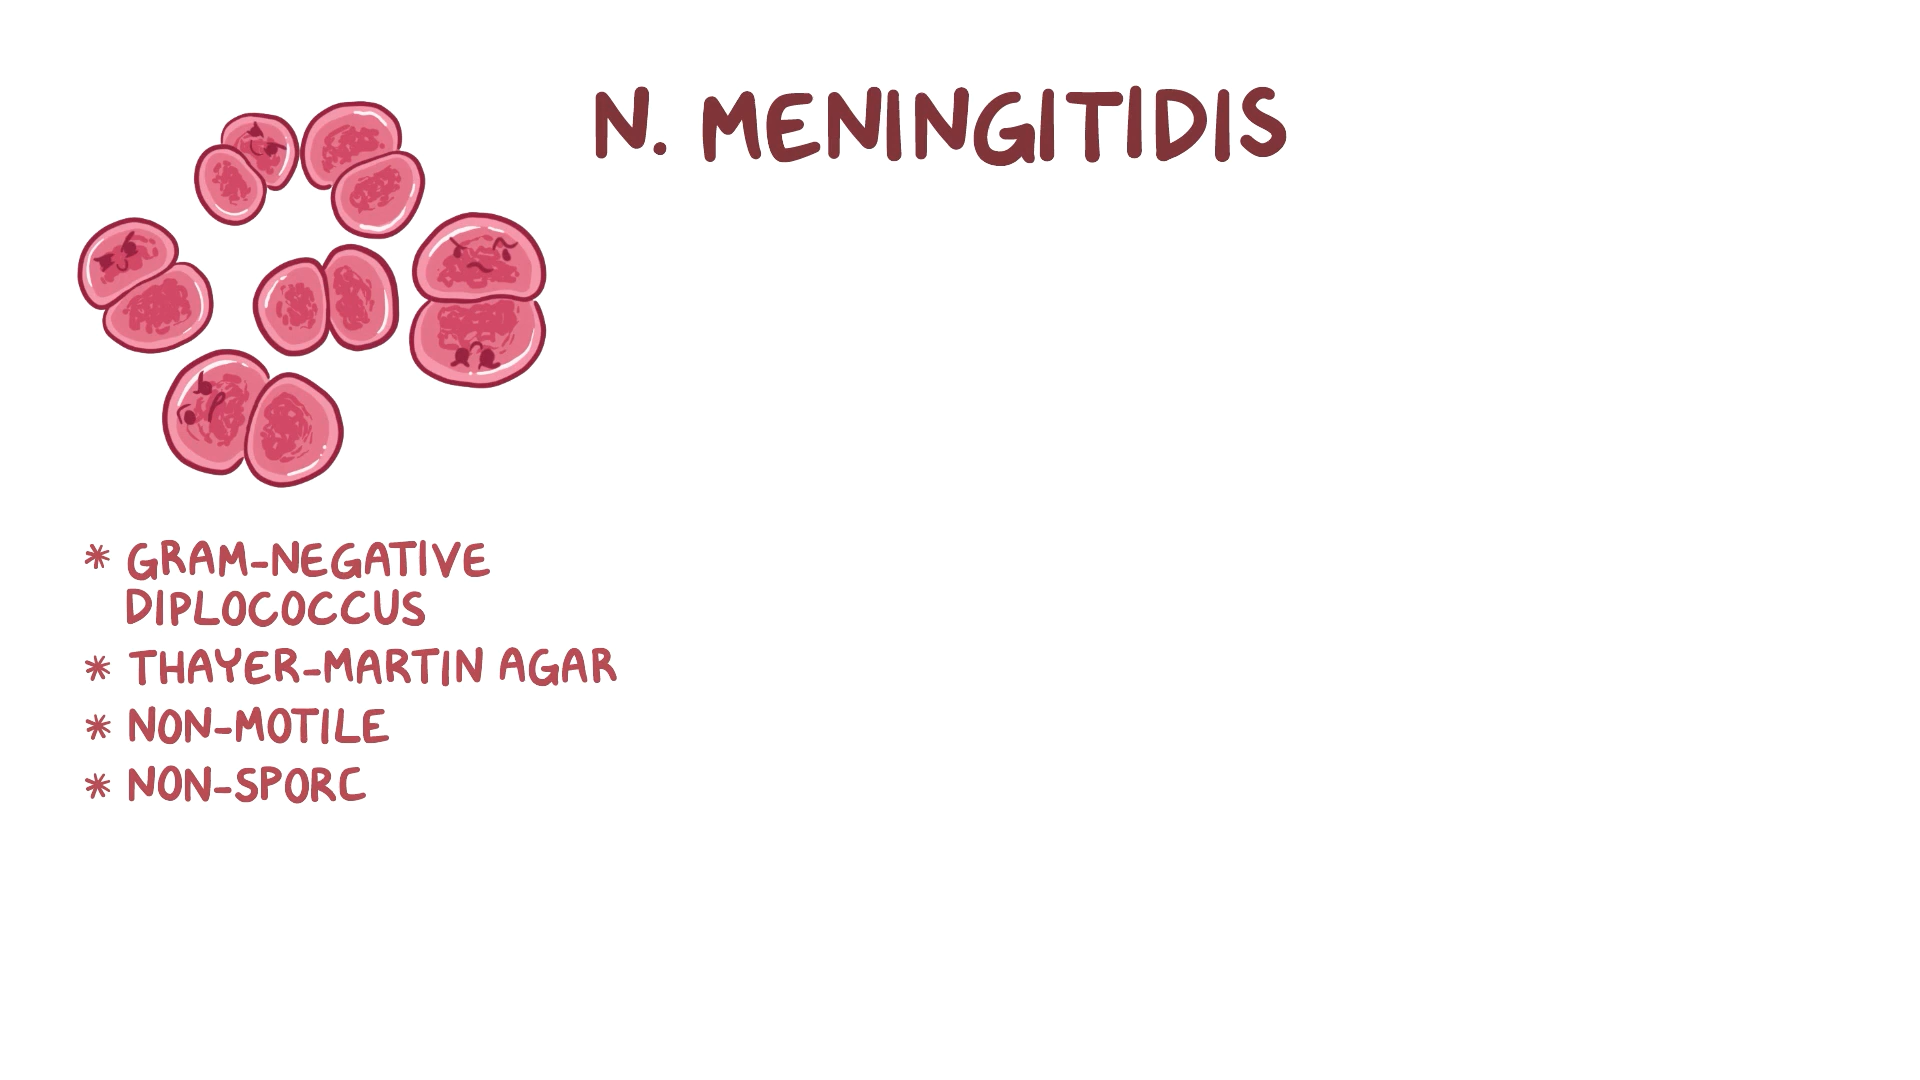 N. MENINGITIDIS
* GRAM-NEGATIVE
DIPLOCOCCUS
* THAYER-MARTIN AGAR
* NON-MOTILE
* NON-SPORC